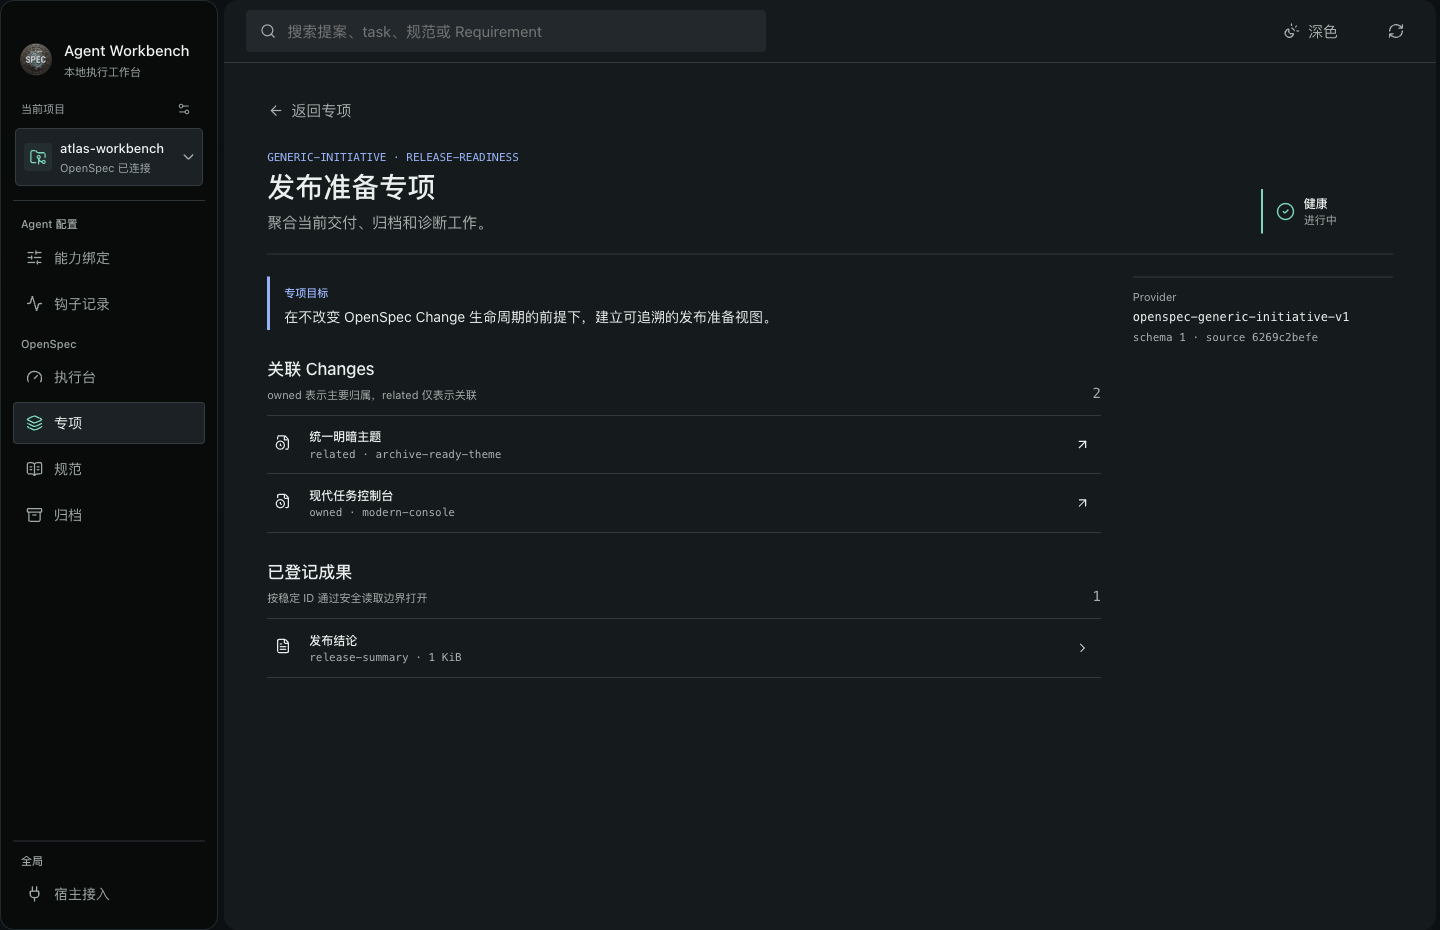 SPEC
Agent Workbench
本地执行工作台
当前项目
atlas-workbench
OpenSpec 已连接
Agent 配置
能力绑定
钩子记录
OpenSpec
执行台
专项
规范
归档
全局
宿主接入
搜索提案、task、规范或 Requirement
深色
返回专项
GENERIC-INITIATIVE · RELEASE-READINESS
发布准备专项
聚合当前交付、归档和诊断工作。
健康
进行中
专项目标
在不改变 OpenSpec Change 生命周期的前提下，建立可追溯的发布准备视图。
关联 Changes
owned 表示主要归属，related 仅表示关联
2
统一明暗主题
related · archive-ready-theme
现代任务控制台
owned · modern-console
已登记成果
按稳定 ID 通过安全读取边界打开
1
发布结论
release-summary · 1 KiB
Provider
openspec-generic-initiative-v1
schema 1 · source 6269c2befe